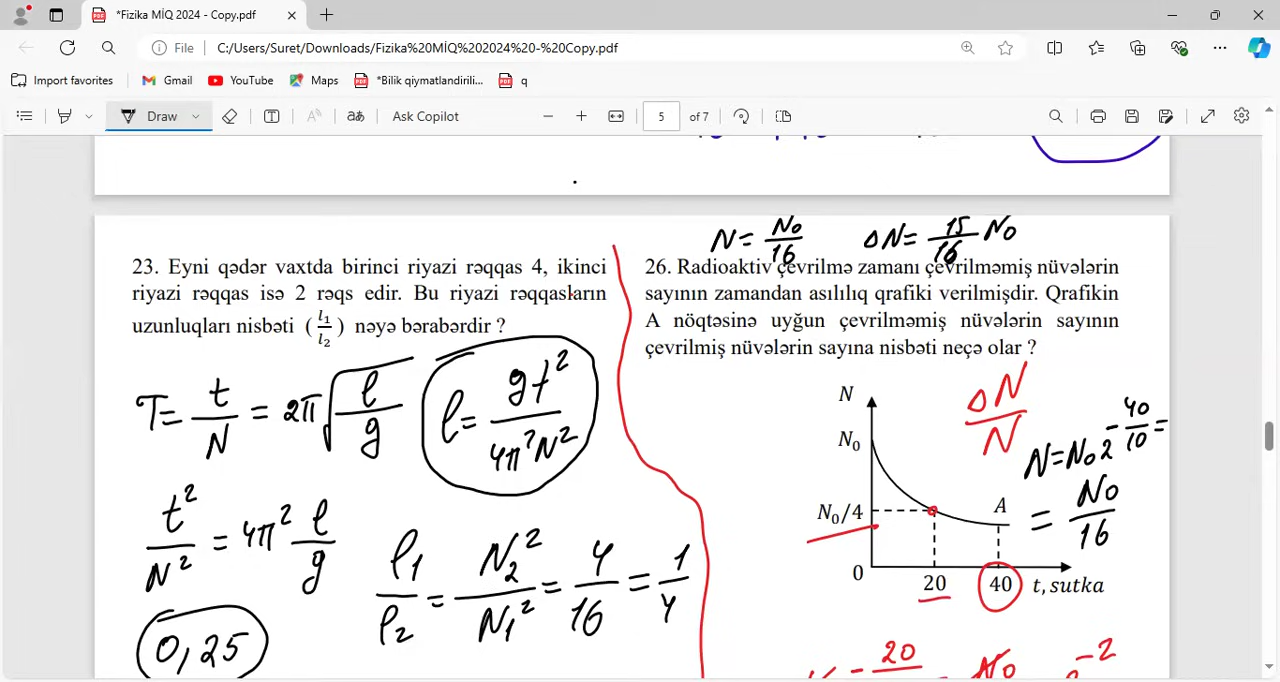 *Fizika MİQ 2024 - Copy.pdf
File C:/Users/Suret/Downloads/Fizika%20MİQ%202024%20-%20Copy.pdf
Import favorites Gmail YouTube Maps *Bilik qiymatlandirili... q
Draw aあ Ask Copilot 5 of 7
N = N₀/16 ΔN = 15/16 N₀
23. Eyni qədər vaxtda birinci riyazi rəqqas 4, ikinci
riyazi rəqqas isə 2 rəqs edir. Bu riyazi rəqqasların
uzunluqları nisbəti (l₁/l₂) nəyə bərabərdir ?
T = t/N = 2π√(l/g) l = gt²/4π²N²
t²/N² = 4π² l/g
l₁/l₂ = N₂²/N₁² = 4/16 = 1/4
0,25
26. Radioaktiv çevrilmə zamanı çevrilməmiş nüvələrin
sayının zamandan asılılıq qrafiki verilmişdir. Qrafikin
A nöqtəsinə uyğun çevrilməmiş nüvələrin sayının
çevrilmiş nüvələrin sayına nisbəti neçə olar ?
N
N₀
N₀/4
A
0 20 40 t, sutka
ΔN/N
N = N₀ 2^(-40/10) =
= N₀/16
- 20 N₀ -2